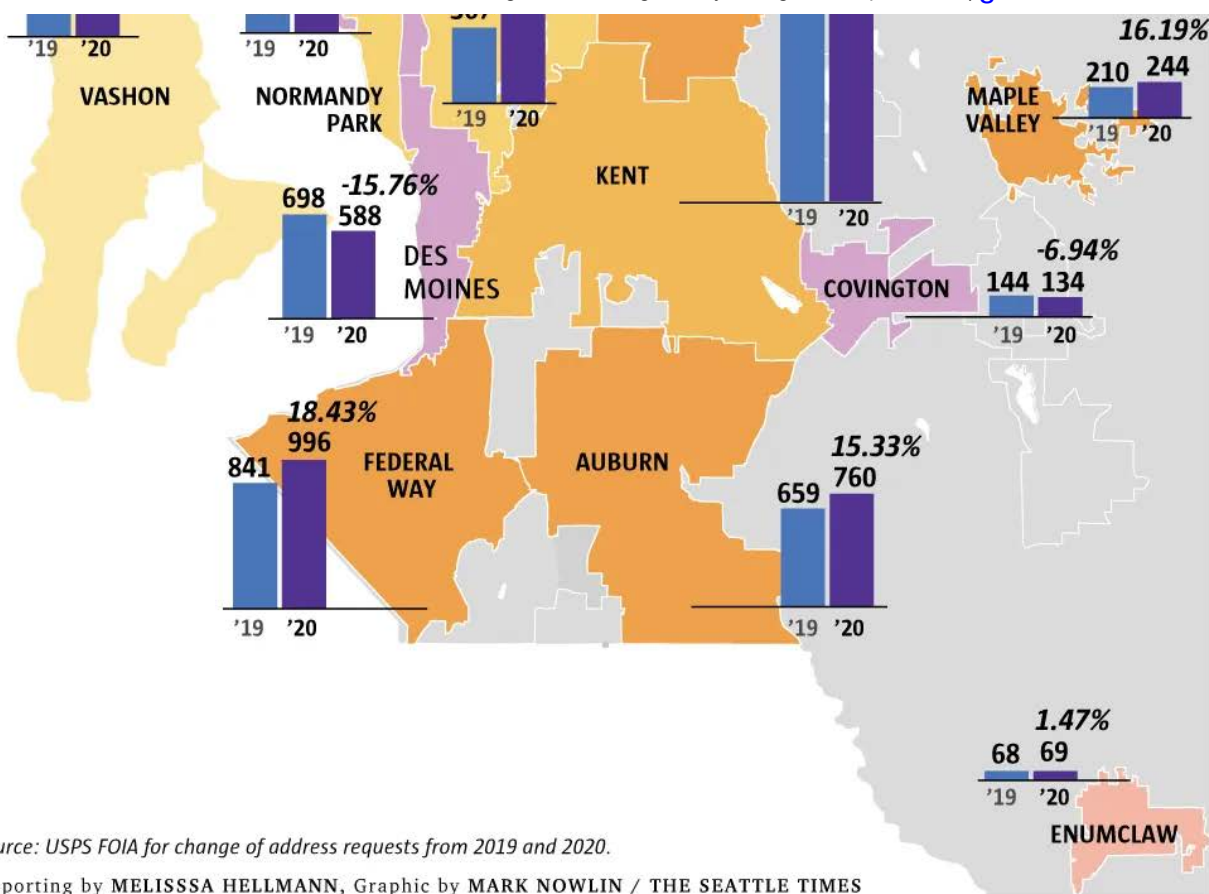 '19 '20
'19 '20
'19 '20
'19 '20
16.19%
210 244
'19 '20
VASHON
NORMANDY
PARK
MAPLE
VALLEY
KENT
-15.76%
698 588
'19 '20
DES
MOINES
-6.94%
144 134
'19 '20
COVINGTON
18.43%
841 996
'19 '20
FEDERAL
WAY
AUBURN
15.33%
659 760
'19 '20
1.47%
68 69
'19 '20
ENUMCLAW
urce: USPS FOIA for change of address requests from 2019 and 2020.
porting by MELISSSA HELLMANN, Graphic by MARK NOWLIN / THE SEATTLE TIMES